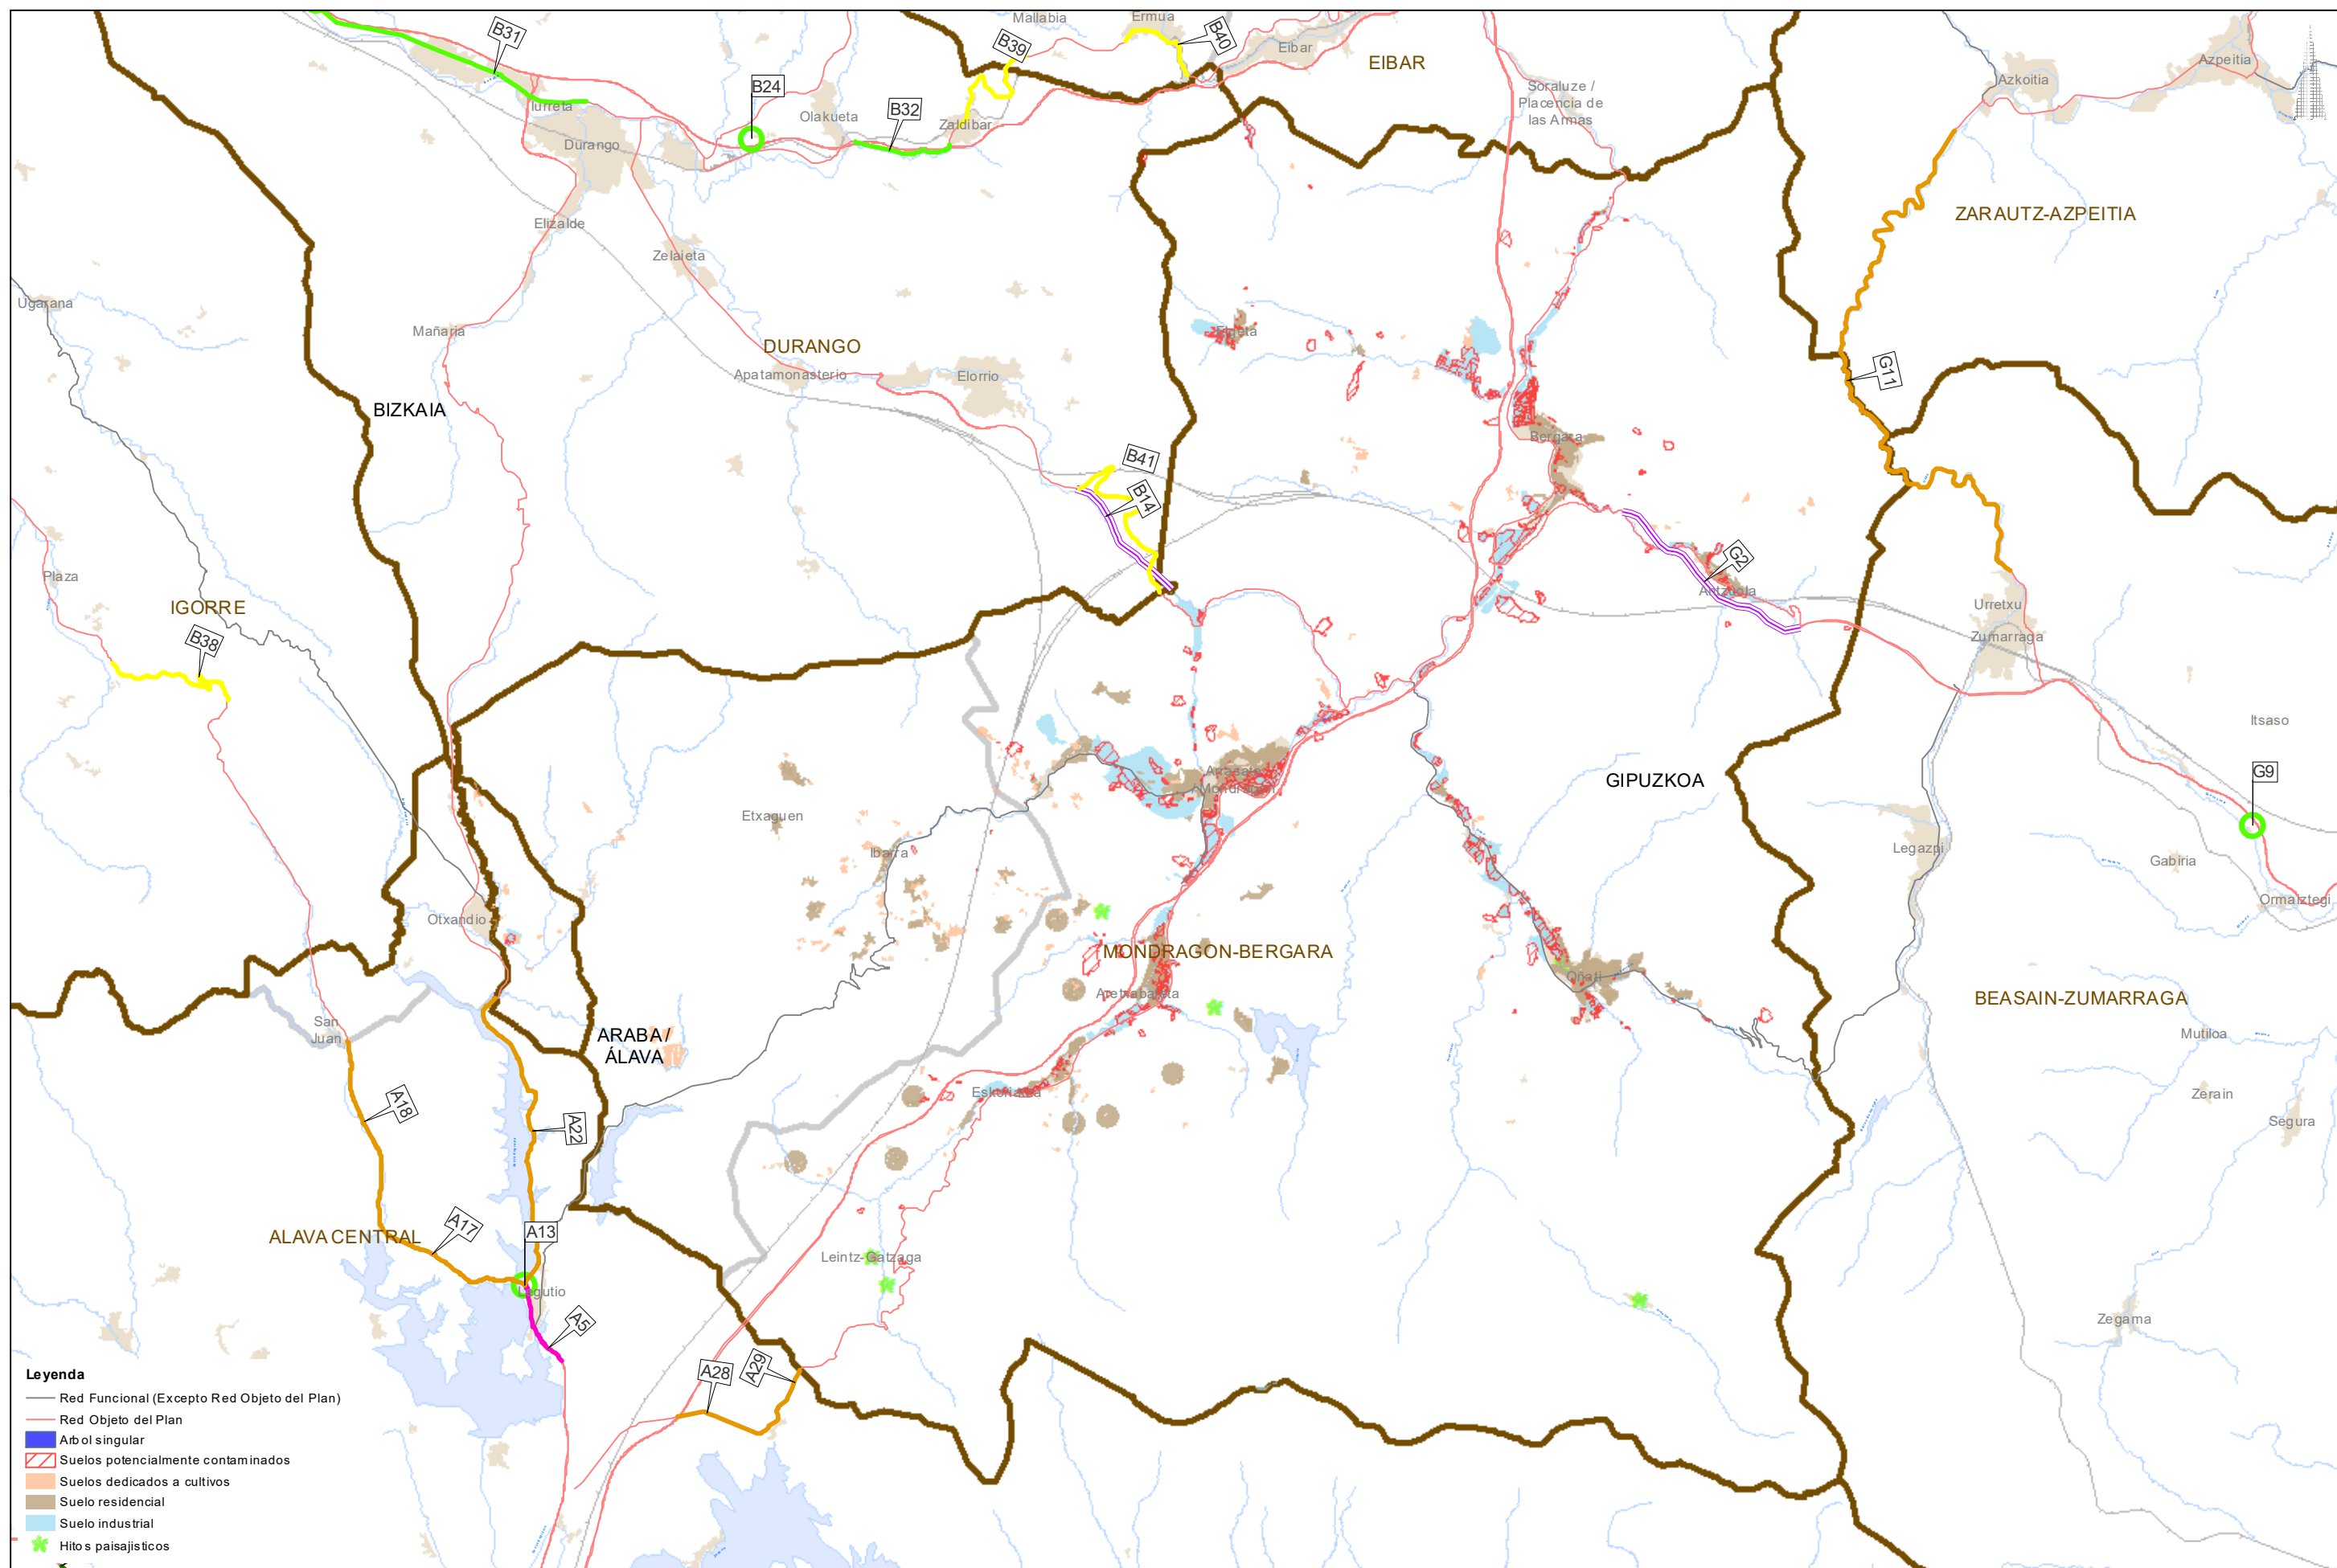 Mallabia
Ermua
B31
B39
B40
Eibar
EIBAR
Azpeitia
Azkoitia
B24
Soraluze /
Placencia de
las Armas
Iurreta
Olakueta
B32
Zaldibar
Durango
Elizalde
ZARAUTZ-AZPEITIA
Zelaieta
Ugarana
Mañaria
Elgeta
DURANGO
Apatamonasterio
Elorrio
G11
BIZKAIA
Bergara
B41
B14
Plaza
G2
Antzuola
IGORRE
Urretxu
B38
Zumarraga
Itsaso
Arrasate
/ Mondragón
GIPUZKOA
G9
Etxaguen
Ibarra
Legazpi
Gabiria
Ormaiztegi
Otxandio
MONDRAGON-BERGARA
Oñati
Aretxabaleta
BEASAIN-ZUMARRAGA
San
Juan
ARABA /
ÁLAVA
Mutiloa
Eskoriatza
Zerain
A18
A22
Segura
A17
A13
ALAVA CENTRAL
Leintz-Gatzaga
Legutio
A5
Zegama
A28
A29
Leyenda
Red Funcional (Excepto Red Objeto del Plan)
Red Objeto del Plan
Arbol singular
Suelos potencialmente contaminados
Suelos dedicados a cultivos
Suelo residencial
Suelo industrial
Hitos paisajisticos